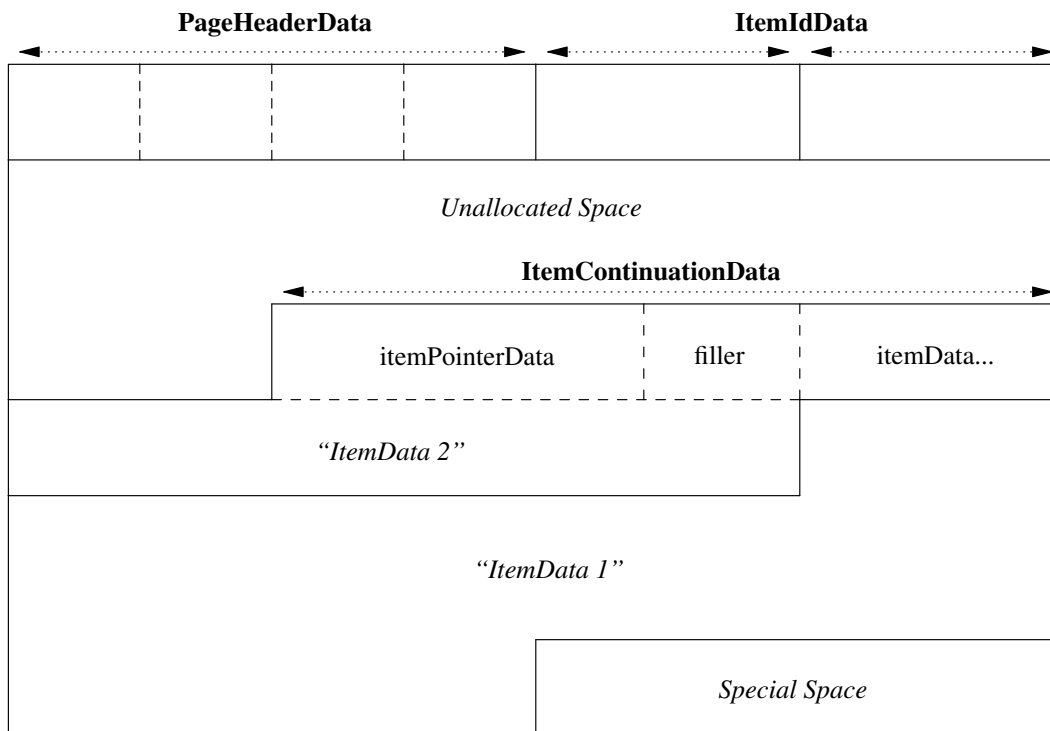 PageHeaderData ItemIdData
Unallocated Space
ItemContinuationData
itemPointerData filler itemData...
“ItemData 2”
“ItemData 1”
Special Space